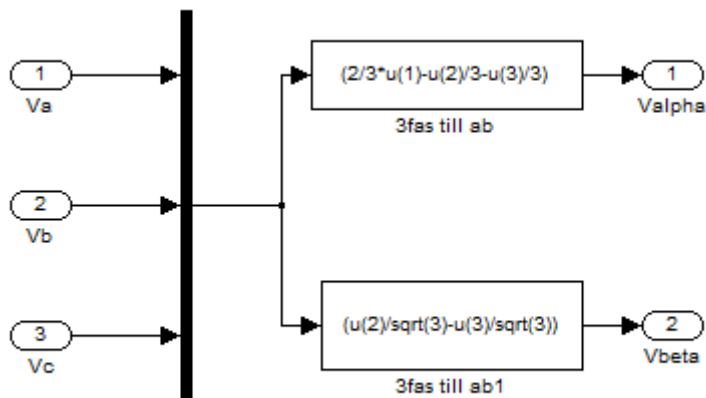 1
Va
2
Vb
3
Vc
(2/3*u(1)-u(2)/3-u(3)/3)
3fas till ab
(u(2)/sqrt(3)-u(3)/sqrt(3))
3fas till ab1
1
Valpha
2
Vbeta